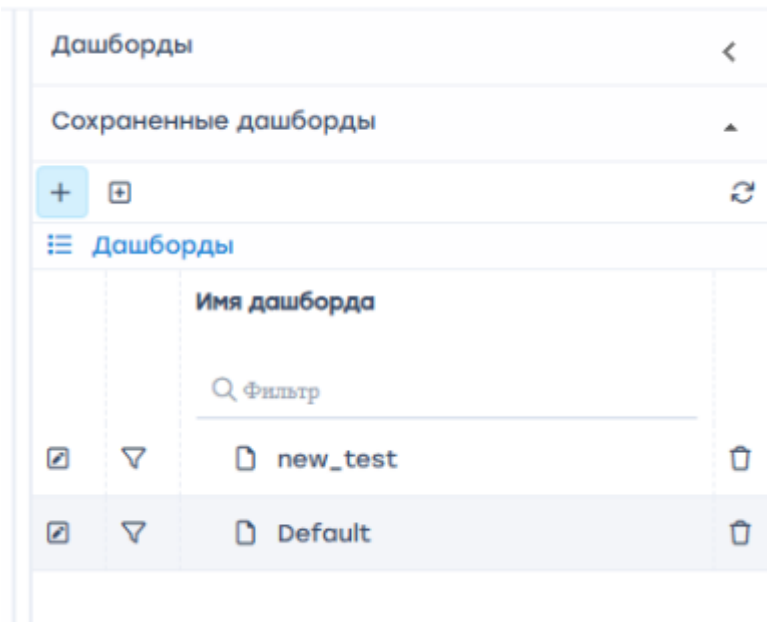 Дашборды
Сохраненные дашборды
Дашборды
Имя дашборда
Фильтр
new_test
Default